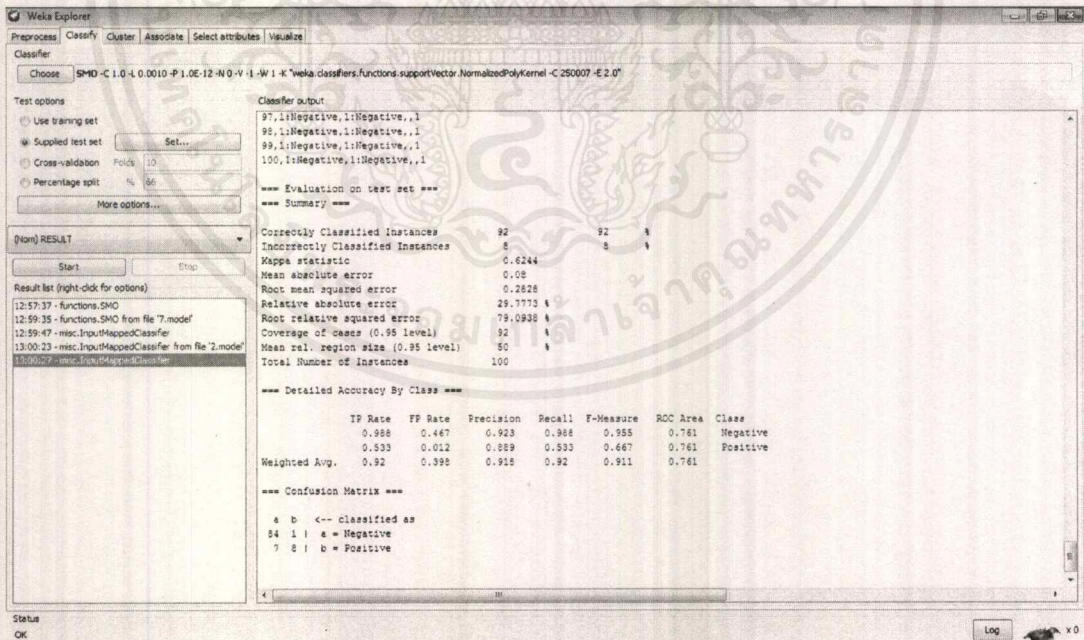 Weka Explorer
Preprocess Classify Cluster Associate Select attributes Visualize
Classifier
Choose SMO -C 1.0 -L 0.0010 -P 1.0E-12 -N 0 -V -1 -W 1 -K "weka.classifiers.functions.supportVector.NormalizedPolyKernel -C 250007 -E 2.0"
Test options
Use training set
Supplied test set Set...
Cross-validation Folds 10
Percentage split % 66
More options...
(Nom) RESULT
Start Stop
Result list (right-click for options)
12:57:37 - functions.SMO
12:59:35 - functions.SMO from file '7.model'
12:59:47 - misc.InputMappedClassifier
13:00:23 - misc.InputMappedClassifier from file '2.model'
13:00:27 - misc.InputMappedClassifier
Classifier output
97,1:Negative,1:Negative,,1
98,1:Negative,1:Negative,,1
99,1:Negative,1:Negative,,1
100,1:Negative,1:Negative,,1
=== Evaluation on test set ===
=== Summary ===
Correctly Classified Instances 92 92 %
Incorrectly Classified Instances 8 8 %
Kappa statistic 0.6244
Mean absolute error 0.08
Root mean squared error 0.2828
Relative absolute error 29.7773 %
Root relative squared error 79.0938 %
Coverage of cases (0.95 level) 92 %
Mean rel. region size (0.95 level) 50 %
Total Number of Instances 100
=== Detailed Accuracy By Class ===
TP Rate FP Rate Precision Recall F-Measure ROC Area Class
0.988 0.467 0.923 0.988 0.955 0.761 Negative
0.533 0.012 0.889 0.533 0.667 0.761 Positive
Weighted Avg. 0.92 0.398 0.918 0.92 0.911 0.761
=== Confusion Matrix ===
a b <-- classified as
84 1 | a = Negative
7 8 | b = Positive
Status
OK
Log x 0